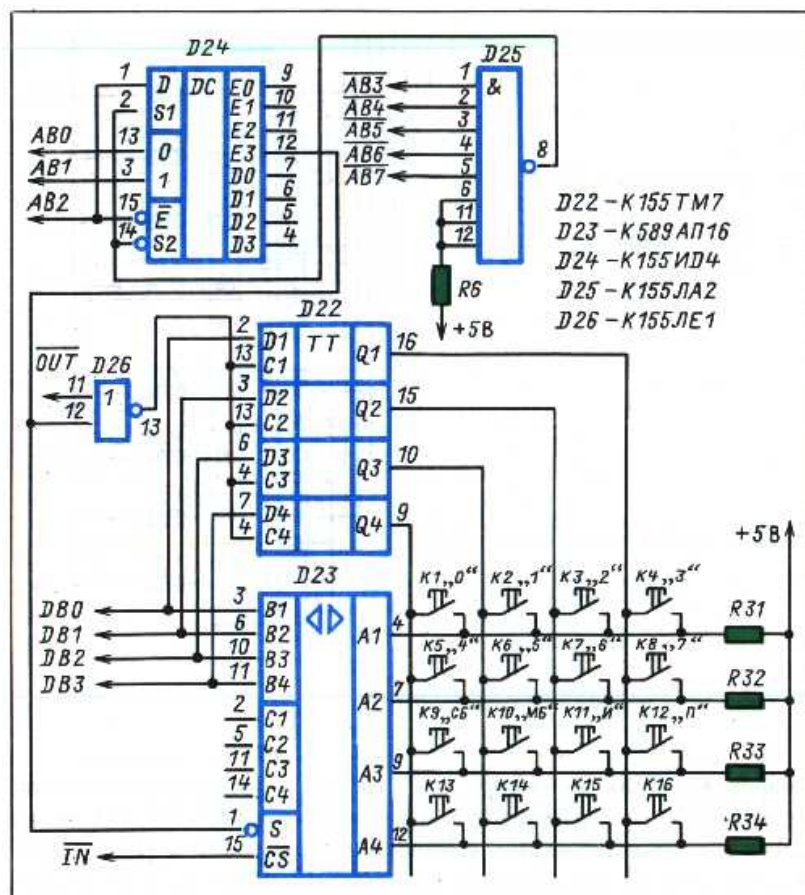 D24
1 D DC E0 9
2 S1 E1 10
E2 11
AB0 13 0 E3 12
AB1 3 1 D0 7
D1 6
AB2 15 E D2 5
14 S2 D3 4
D25
AB3 1 &
AB4 2
AB5 3
AB6 4 8
AB7 5
6
11
12
R6
+5В
D22-К155ТМ7
D23-К589АП16
D24-К155ИД4
D25-К155ЛА2
D26-К155ЛЕ1
D22
2 D1 TT Q1 16
13 C1
3 D2 Q2 15
13 C2
6 D3 Q3 10
4 C3
7 D4 Q4 9
4 C4
OUT D26
11 1
12 13
D23
DB0 3 B1
DB1 6 B2 A1 4
DB2 10 B3
DB3 11 B4 A2 7
2 C1
5 C2
11 C3 A3 9
14 C4
1 S
IN 15 CS A4 12
+5В
К1„0“ К2„1“ К3„2“ К4„3“ R31
К5„4“ К6„5“ К7„6“ К8„7“ R32
К9„СБ“ К10„МБ“ К11„И“ К12„П“ R33
К13 К14 К15 К16 R34